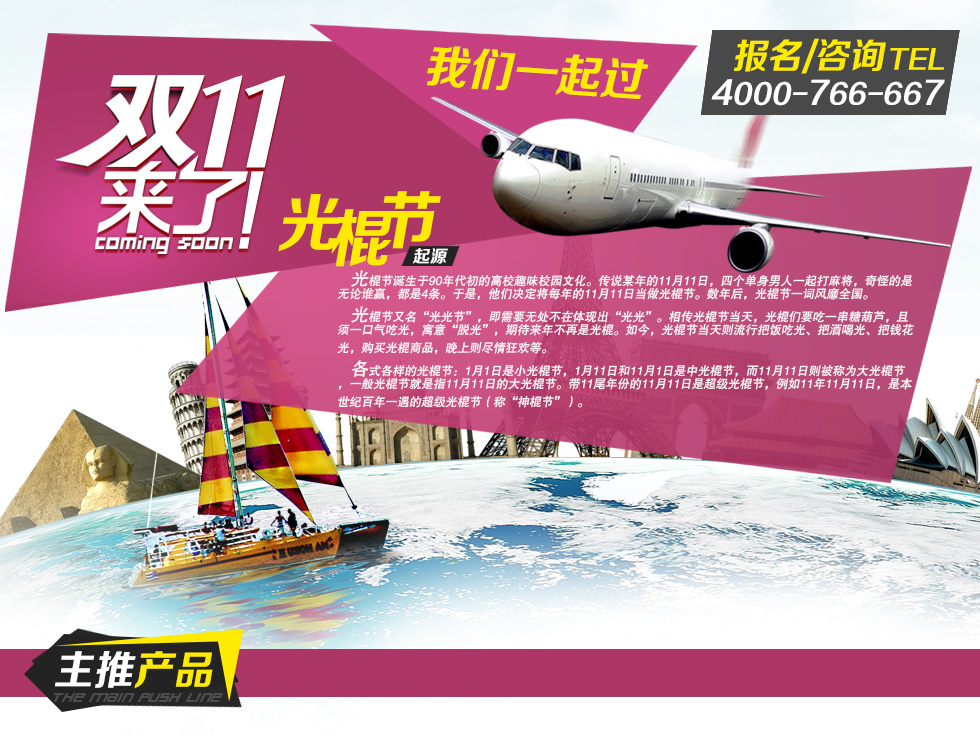 我们一起过
报名/咨询TEL
4000-766-667
双11
来了!
coming soon
光棍节
起源
光棍节诞生于90年代初的高校趣味校园文化。传说某年的11月11日，四个单身男人一起打麻将，奇怪的是
无论谁赢，都是4条。于是，他们决定将每年的11月11日当做光棍节。数年后，光棍节一词风靡全国。
光棍节又名“光光节”，即需要无处不在体现出“光光”。相传光棍节当天，光棍们要吃一串糖葫芦，且
须一口气吃光，寓意“脱光”，期待来年不再是光棍。如今，光棍节当天则流行把饭吃光、把酒喝光、把钱花
光，购买光棍商品，晚上则尽情狂欢等。
各式各样的光棍节：1月1日是小光棍节，1月11日和11月1日是中光棍节，而11月11日则被称为大光棍节
，一般光棍节就是指11月11日的大光棍节。带11尾年份的11月11日是超级光棍节，例如11年11月11日，是本
世纪百年一遇的超级光棍节（称“神棍节”）。
主推产品
THE MAIN PUSH LINE